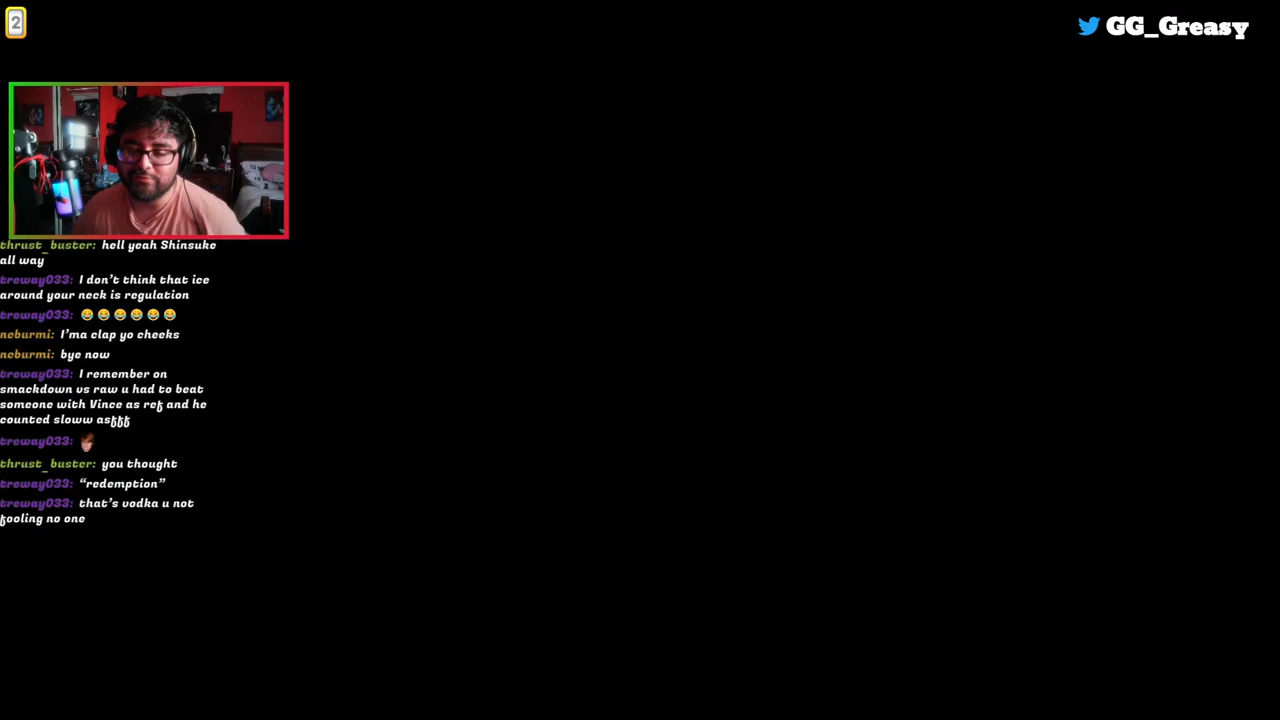 2
GG_Greasy
thrust_buster: hell yeah Shinsuke
all way
treway033: I don't think that ice
around your neck is regulation
treway033: 😂 😂 😂 😂 😂 😂
neburmi: I'ma clap yo cheeks
neburmi: bye now
treway033: I remember on
smackdown vs raw u had to beat
someone with Vince as ref and he
counted sloww asfff
treway033:
thrust_buster: you thought
treway033: “redemption”
treway033: that's vodka u not
fooling no one